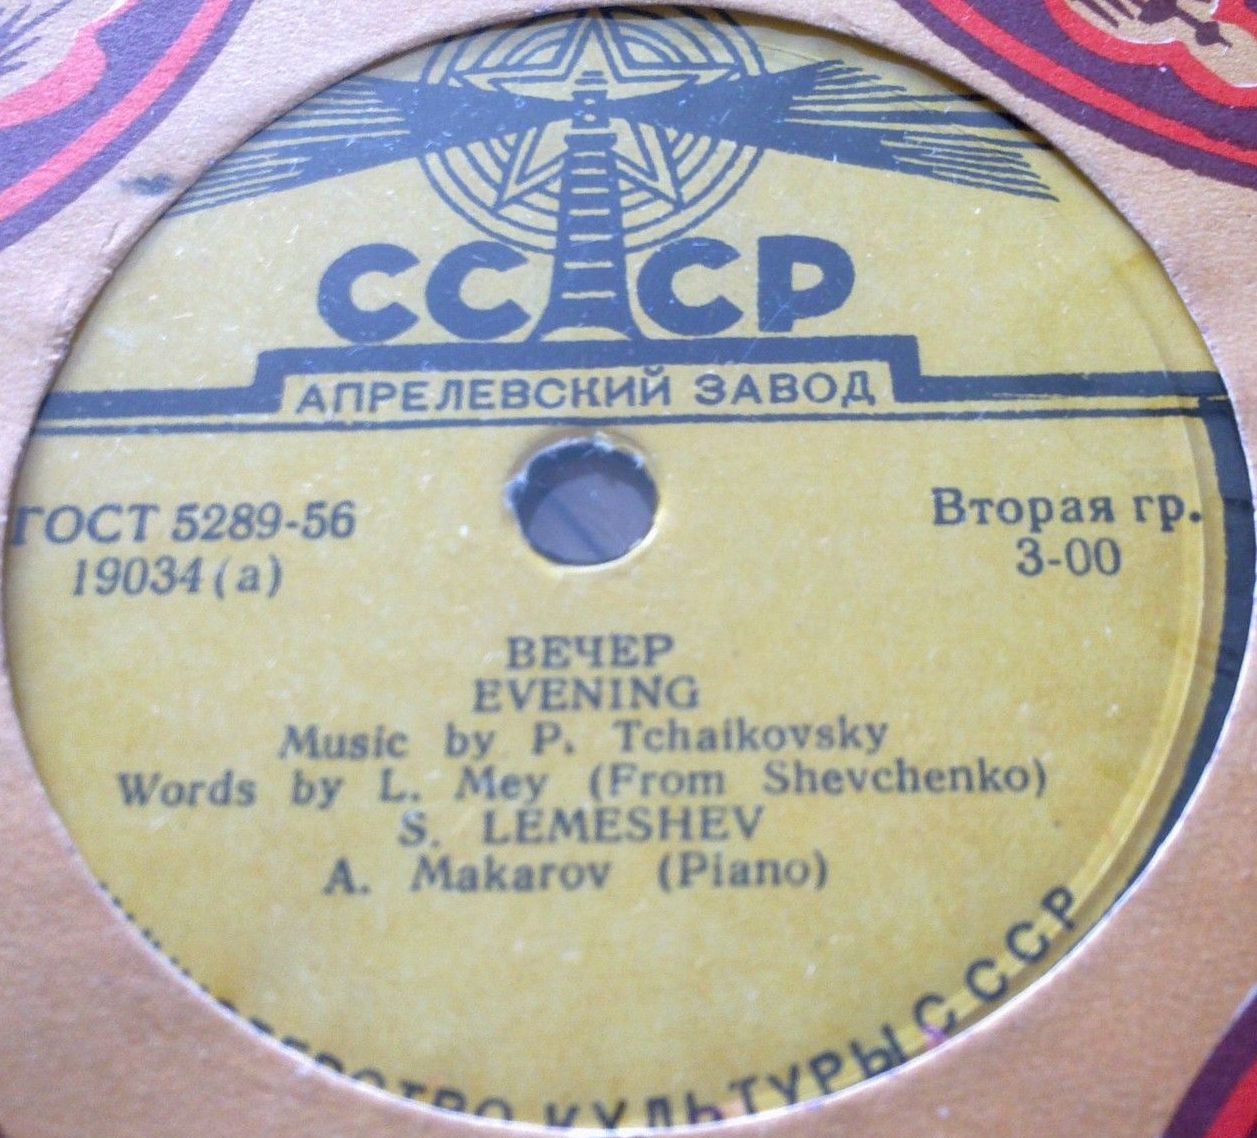 СССР
АПРЕЛЕВСКИЙ ЗАВОД
ГОСТ 5289-56
19034 (а)
Вторая гр.
3-00
ВЕЧЕР
EVENING
Music by P. Tchaikovsky
Words by L. Mey (From Shevchenko)
S. LEMESHEV
A. Makarov (Piano)
КУЛЬТУРЫ СССР